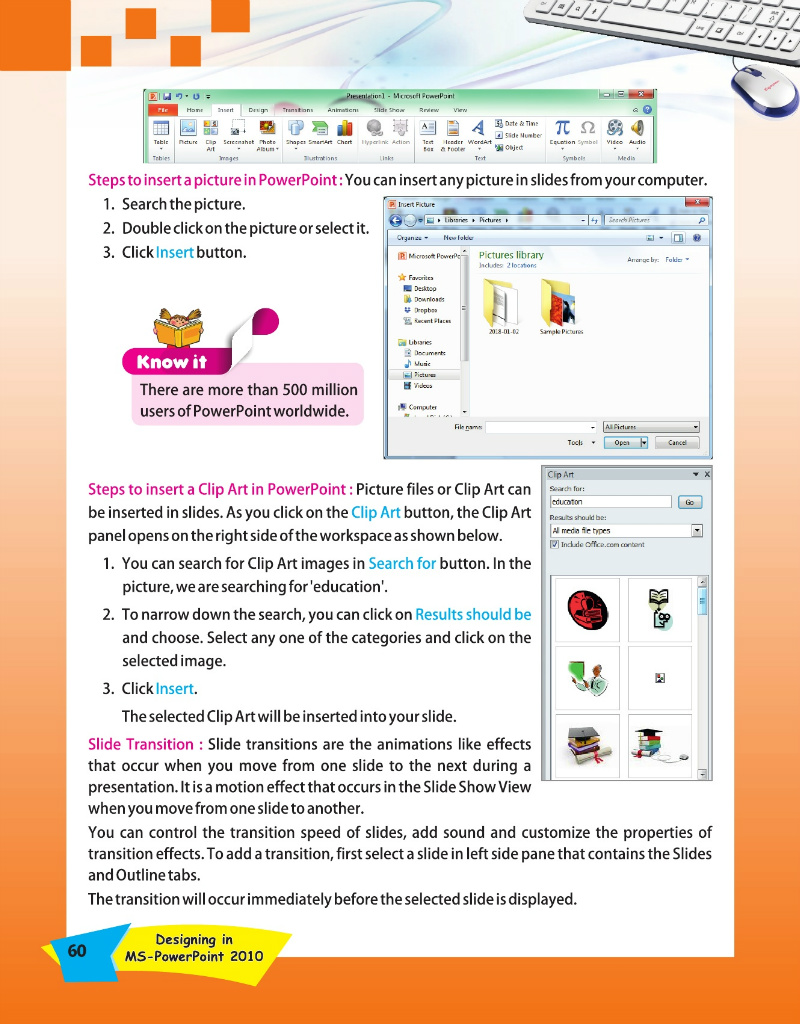 Presentation1 - Microsoft PowerPoint
File Home Insert Design Transitions Animations Slide Show Review View
Table Picture Clip Art Screenshot Photo Album Shapes SmartArt Chart Hyperlink Action Text Box Header & Footer WordArt Date & Time Slide Number Object Equation Symbol Video Audio
Tables Images Illustrations Links Text Symbols Media
Steps to insert a picture in PowerPoint : You can insert any picture in slides from your computer.
1. Search the picture.
2. Double click on the picture or select it.
3. Click Insert button.
Insert Picture
Libraries Pictures Search Pictures
Organize New folder
Microsoft PowerPo
Pictures library
Includes: 2 locations
Arrange by: Folder
Favorites
Desktop
Downloads
Dropbox
Recent Places
Libraries
Documents
Music
Pictures
Videos
Computer
2018-01-02
Sample Pictures
File name:
All Pictures
Tools Open Cancel
Know it
There are more than 500 million
users of PowerPoint worldwide.
Steps to insert a Clip Art in PowerPoint : Picture files or Clip Art can
be inserted in slides. As you click on the Clip Art button, the Clip Art
panel opens on the right side of the workspace as shown below.
1. You can search for Clip Art images in Search for button. In the
picture, we are searching for 'education'.
2. To narrow down the search, you can click on Results should be
and choose. Select any one of the categories and click on the
selected image.
3. Click Insert.
The selected Clip Art will be inserted into your slide.
Clip Art
Search for:
education
Go
Results should be:
All media file types
Include Office.com content
Slide Transition : Slide transitions are the animations like effects
that occur when you move from one slide to the next during a
presentation. It is a motion effect that occurs in the Slide Show View
when you move from one slide to another.
You can control the transition speed of slides, add sound and customize the properties of
transition effects. To add a transition, first select a slide in left side pane that contains the Slides
and Outline tabs.
The transition will occur immediately before the selected slide is displayed.
60
Designing in
MS-PowerPoint 2010